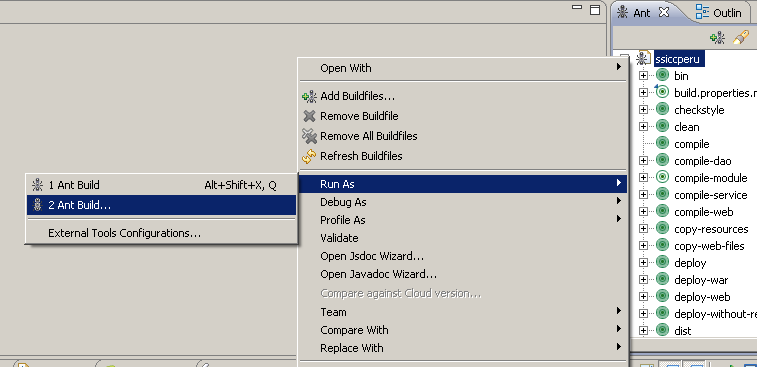 Ant
Outlin
Open With
Add Buildfiles...
Remove Buildfile
Remove All Buildfiles
Refresh Buildfiles
Run As
Debug As
Profile As
Validate
Open Jsdoc Wizard...
Open Javadoc Wizard...
Compare against Cloud version...
Team
Compare With
Replace With
1 Ant Build Alt+Shift+X, Q
2 Ant Build...
External Tools Configurations...
ssiccperu
bin
build.properties.r
checkstyle
clean
compile
compile-dao
compile-module
compile-service
compile-web
copy-resources
copy-web-files
deploy
deploy-war
deploy-web
deploy-without-re
dist